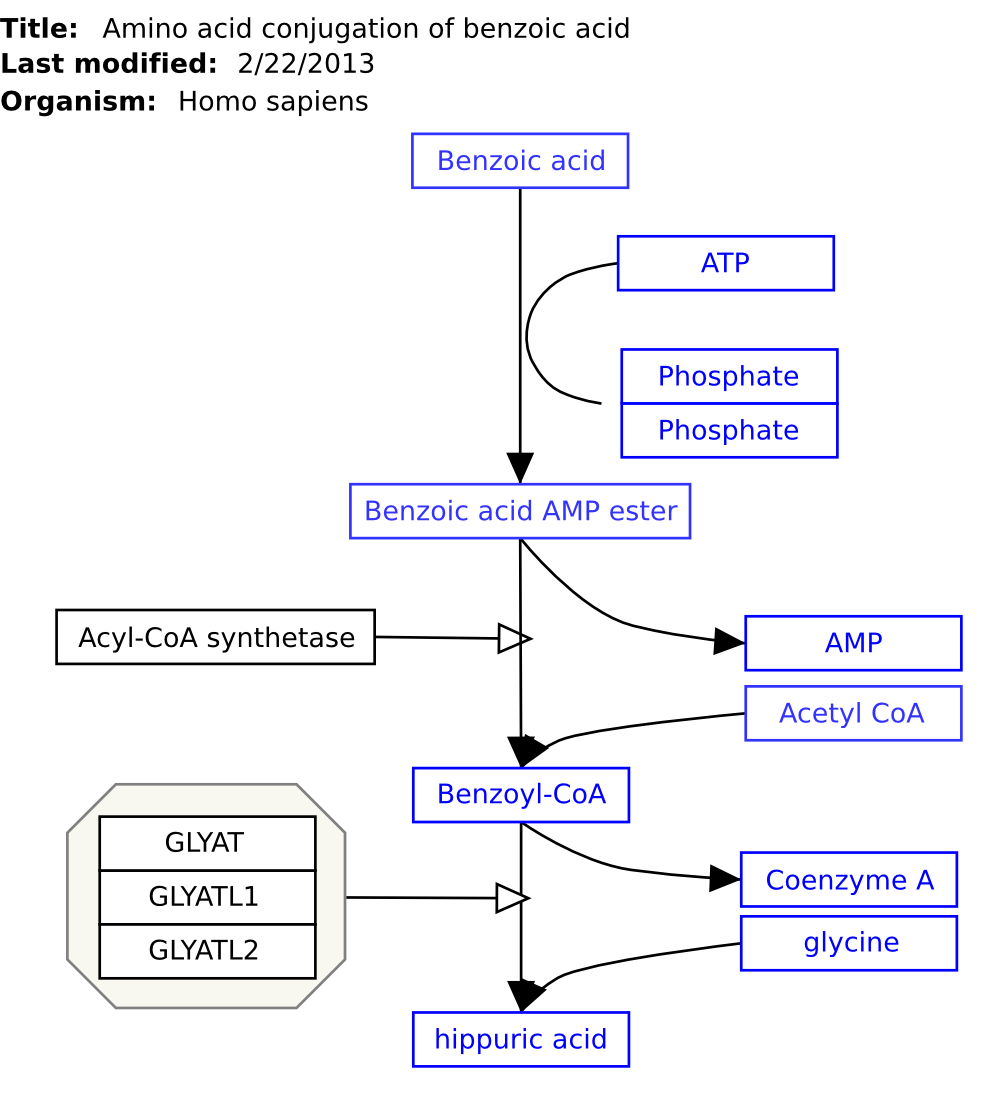 Title: Amino acid conjugation of benzoic acid
Last modified: 2/22/2013
Organism: Homo sapiens
Benzoic acid
ATP
Phosphate
Phosphate
Benzoic acid AMP ester
Acyl-CoA synthetase
AMP
Acetyl CoA
Benzoyl-CoA
GLYAT
GLYATL1
GLYATL2
Coenzyme A
glycine
hippuric acid